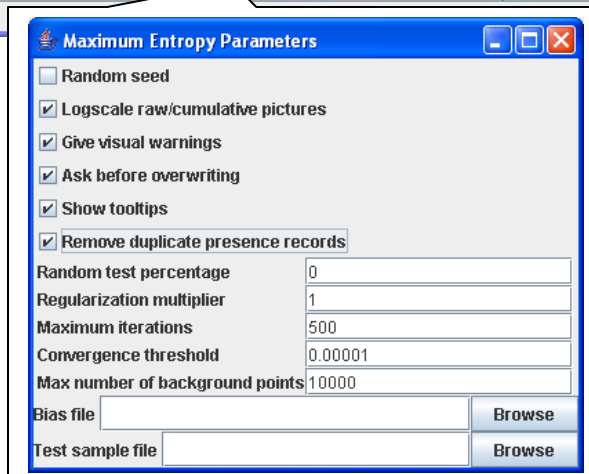 Maximum Entropy Parameters
Random seed
Logscale raw/cumulative pictures
Give visual warnings
Ask before overwriting
Show tooltips
Remove duplicate presence records
Random test percentage 0
Regularization multiplier 1
Maximum iterations 500
Convergence threshold 0.00001
Max number of background points 10000
Bias file Browse
Test sample file Browse